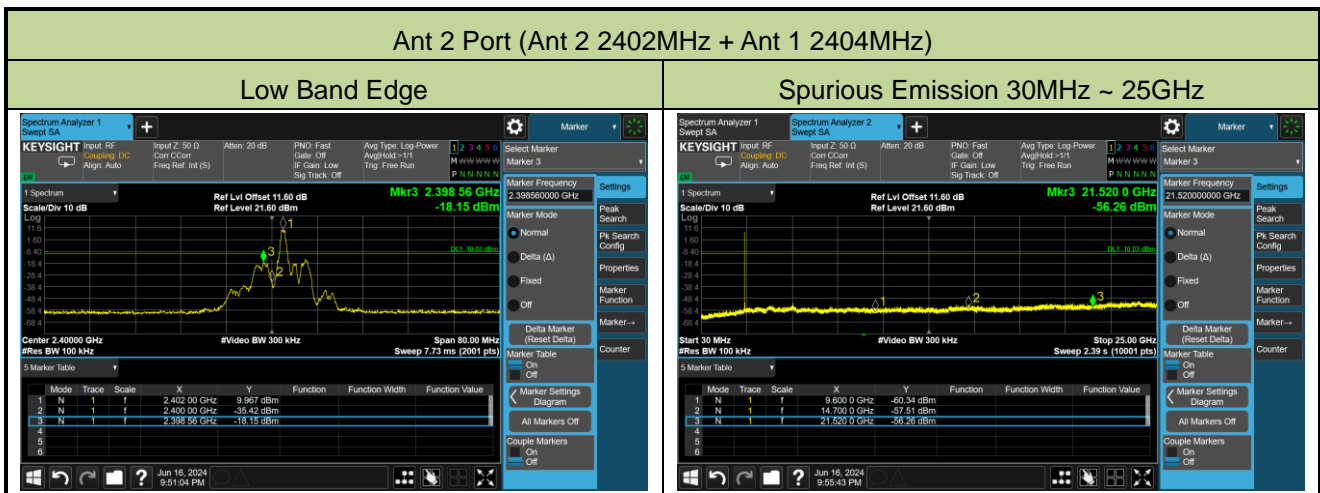 Ant 2 Port (Ant 2 2402MHz + Ant 1 2404MHz)
Low Band Edge
Spectrum Analyzer 1
Swept SA
+
Marker
KEYSIGHT
Input: RF
Coupling: DC
Align: Auto
Input Z: 50 Ω
Corr CCorr
Freq Ref: Int (S)
Atten: 20 dB
PNO: Fast
Gate: Off
IF Gain: Low
Sig Track: Off
Avg Type: Log-Power
Avg|Hold:>1/1
Trig: Free Run
1 2 3 4 5 6
M W W W W W
P N N N N N
LXI
1 Spectrum
Scale/Div 10 dB
Ref Lvl Offset 11.60 dB
Ref Level 21.60 dBm
Mkr3 2.398 56 GHz
-18.15 dBm
Log
11.6
1.60
-8.40
-18.4
-28.4
-38.4
-48.4
-58.4
-68.4
1
2
3
DL1 -10.03 dBm
Center 2.40000 GHz
#Res BW 100 kHz
#Video BW 300 kHz
Span 80.00 MHz
Sweep 7.73 ms (2001 pts)
5 Marker Table
Mode Trace Scale X Y Function Function Width Function Value
1 N 1 f 2.402 00 GHz 9.967 dBm
2 N 1 f 2.400 00 GHz -35.42 dBm
3 N 1 f 2.398 56 GHz -18.15 dBm
4
5
6
Select Marker
Marker 3
Marker Frequency
2.398560000 GHz
Marker Mode
Normal
Delta (Δ)
Fixed
Off
Delta Marker
(Reset Delta)
Marker Table
On
Off
Marker Settings
Diagram
All Markers Off
Couple Markers
On
Off
Settings
Peak
Search
Pk Search
Config
Properties
Marker
Function
Marker→
Counter
?
Jun 16, 2024
9:51:04 PM
Spurious Emission 30MHz ~ 25GHz
Spectrum Analyzer 1
Swept SA
Spectrum Analyzer 2
Swept SA
+
Marker
KEYSIGHT
Input: RF
Coupling: DC
Align: Auto
Input Z: 50 Ω
Corr CCorr
Freq Ref: Int (S)
Atten: 20 dB
PNO: Fast
Gate: Off
IF Gain: Low
Sig Track: Off
Avg Type: Log-Power
Avg|Hold:>1/1
Trig: Free Run
1 2 3 4 5 6
M W W W W W
P N N N N N
LXI
1 Spectrum
Scale/Div 10 dB
Ref Lvl Offset 11.60 dB
Ref Level 21.60 dBm
Mkr3 21.520 0 GHz
-56.26 dBm
Log
11.6
1.60
-8.40
-18.4
-28.4
-38.4
-48.4
-58.4
-68.4
1
2
3
DL1 -10.03 dBm
Start 30 MHz
#Res BW 100 kHz
#Video BW 300 kHz
Stop 25.00 GHz
Sweep 2.39 s (10001 pts)
5 Marker Table
Mode Trace Scale X Y Function Function Width Function Value
1 N 1 f 9.600 0 GHz -60.34 dBm
2 N 1 f 14.700 0 GHz -57.51 dBm
3 N 1 f 21.520 0 GHz -56.26 dBm
4
5
6
Select Marker
Marker 3
Marker Frequency
21.520000000 GHz
Marker Mode
Normal
Delta (Δ)
Fixed
Off
Delta Marker
(Reset Delta)
Marker Table
On
Off
Marker Settings
Diagram
All Markers Off
Couple Markers
On
Off
Settings
Peak
Search
Pk Search
Config
Properties
Marker
Function
Marker→
Counter
?
Jun 16, 2024
9:55:43 PM